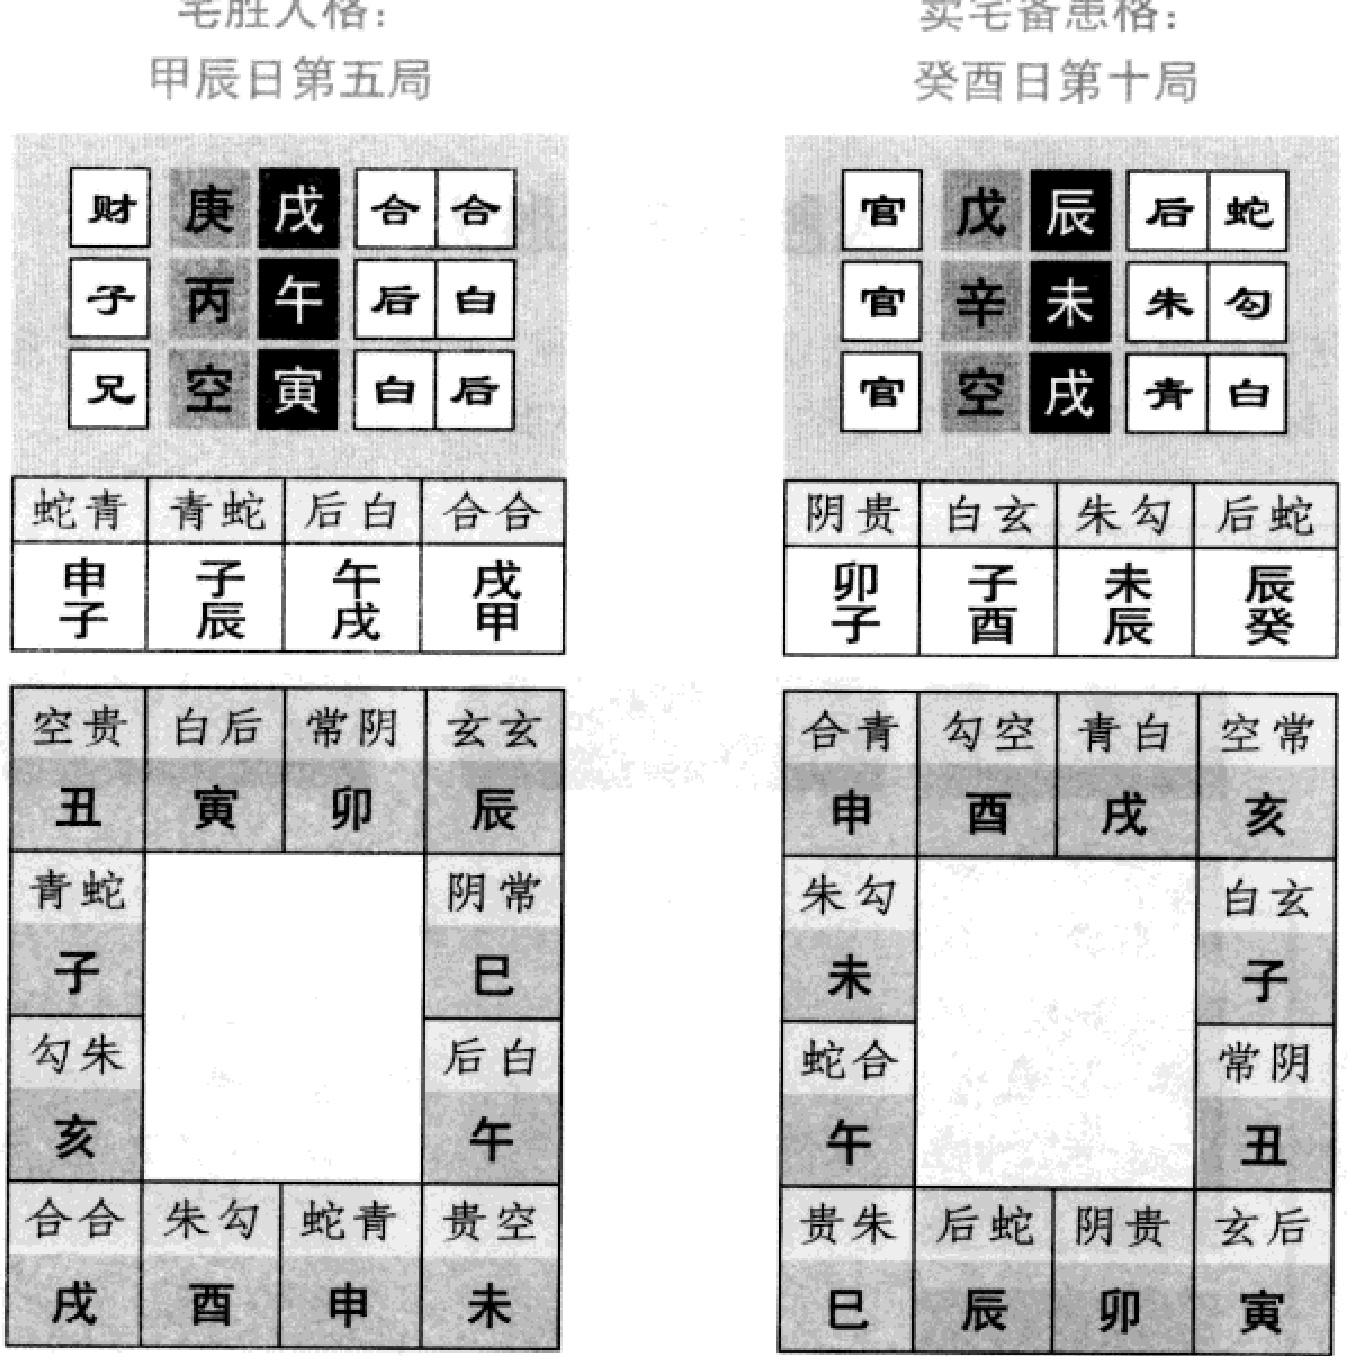 宅胜人格：
甲辰日第五局
财 庚 戌 合 合
子 丙 午 后 白
兄 空 寅 白 后
蛇青 青蛇 后白 合合
申 子 午 戌
子 辰 戌 甲
空贵 白后 常阴 玄玄
丑 寅 卯 辰
青蛇 阴常
子 巳
勾朱 后白
亥 午
合合 朱勾 蛇青 贵空
戌 酉 申 未
卖宅备患格：
癸酉日第十局
官 戊 辰 后 蛇
官 辛 未 朱 勾
官 空 戌 青 白
阴贵 白玄 朱勾 后蛇
卯 子 未 辰
子 酉 辰 癸
合青 勾空 青白 空常
申 酉 戌 亥
朱勾 白玄
未 子
蛇合 常阴
午 丑
贵朱 后蛇 阴贵 玄后
巳 辰 卯 寅